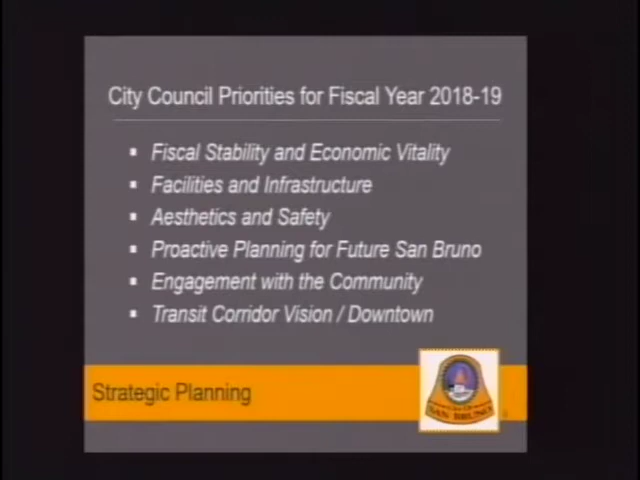 City Council Priorities for Fiscal Year 2018-19
▪ Fiscal Stability and Economic Vitality
▪ Facilities and Infrastructure
▪ Aesthetics and Safety
▪ Proactive Planning for Future San Bruno
▪ Engagement with the Community
▪ Transit Corridor Vision / Downtown
Strategic Planning
SAN BRUNO